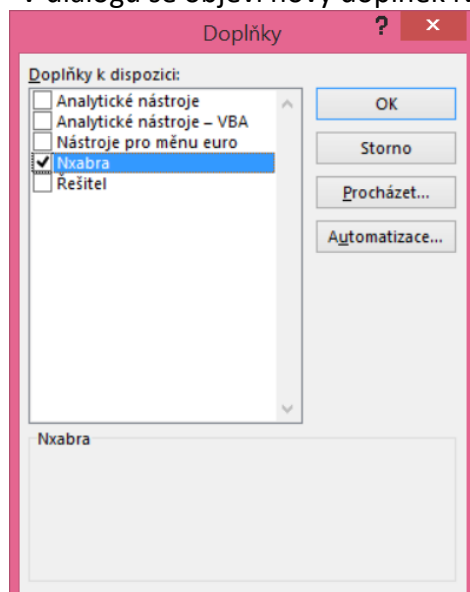 V dialogu se objeví nový doplněk
Doplňky ? ×
Doplňky k dispozici:
Analytické nástroje
Analytické nástroje – VBA
Nástroje pro měnu euro
Nxabra
Řešitel
OK
Storno
Procházet...
Automatizace...
Nxabra